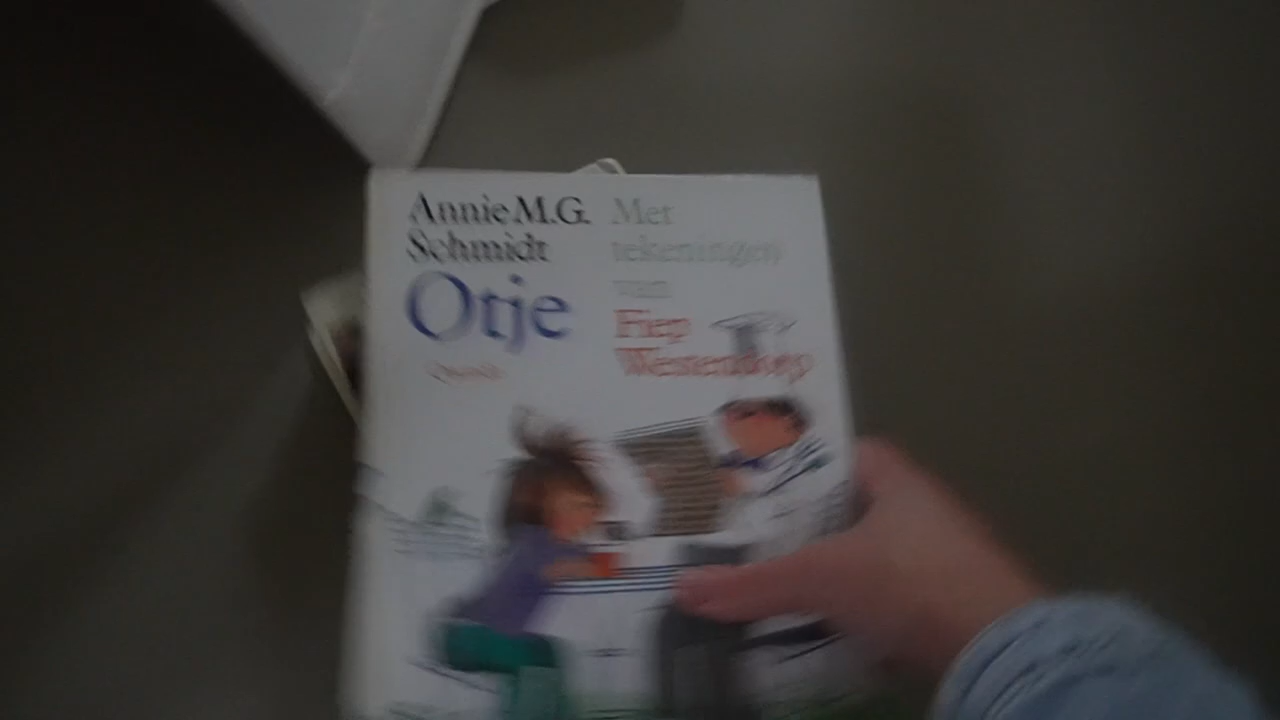 Annie M.G.
Schmidt
Otje
Met
tekeningen
van
Fiep
Westendorp